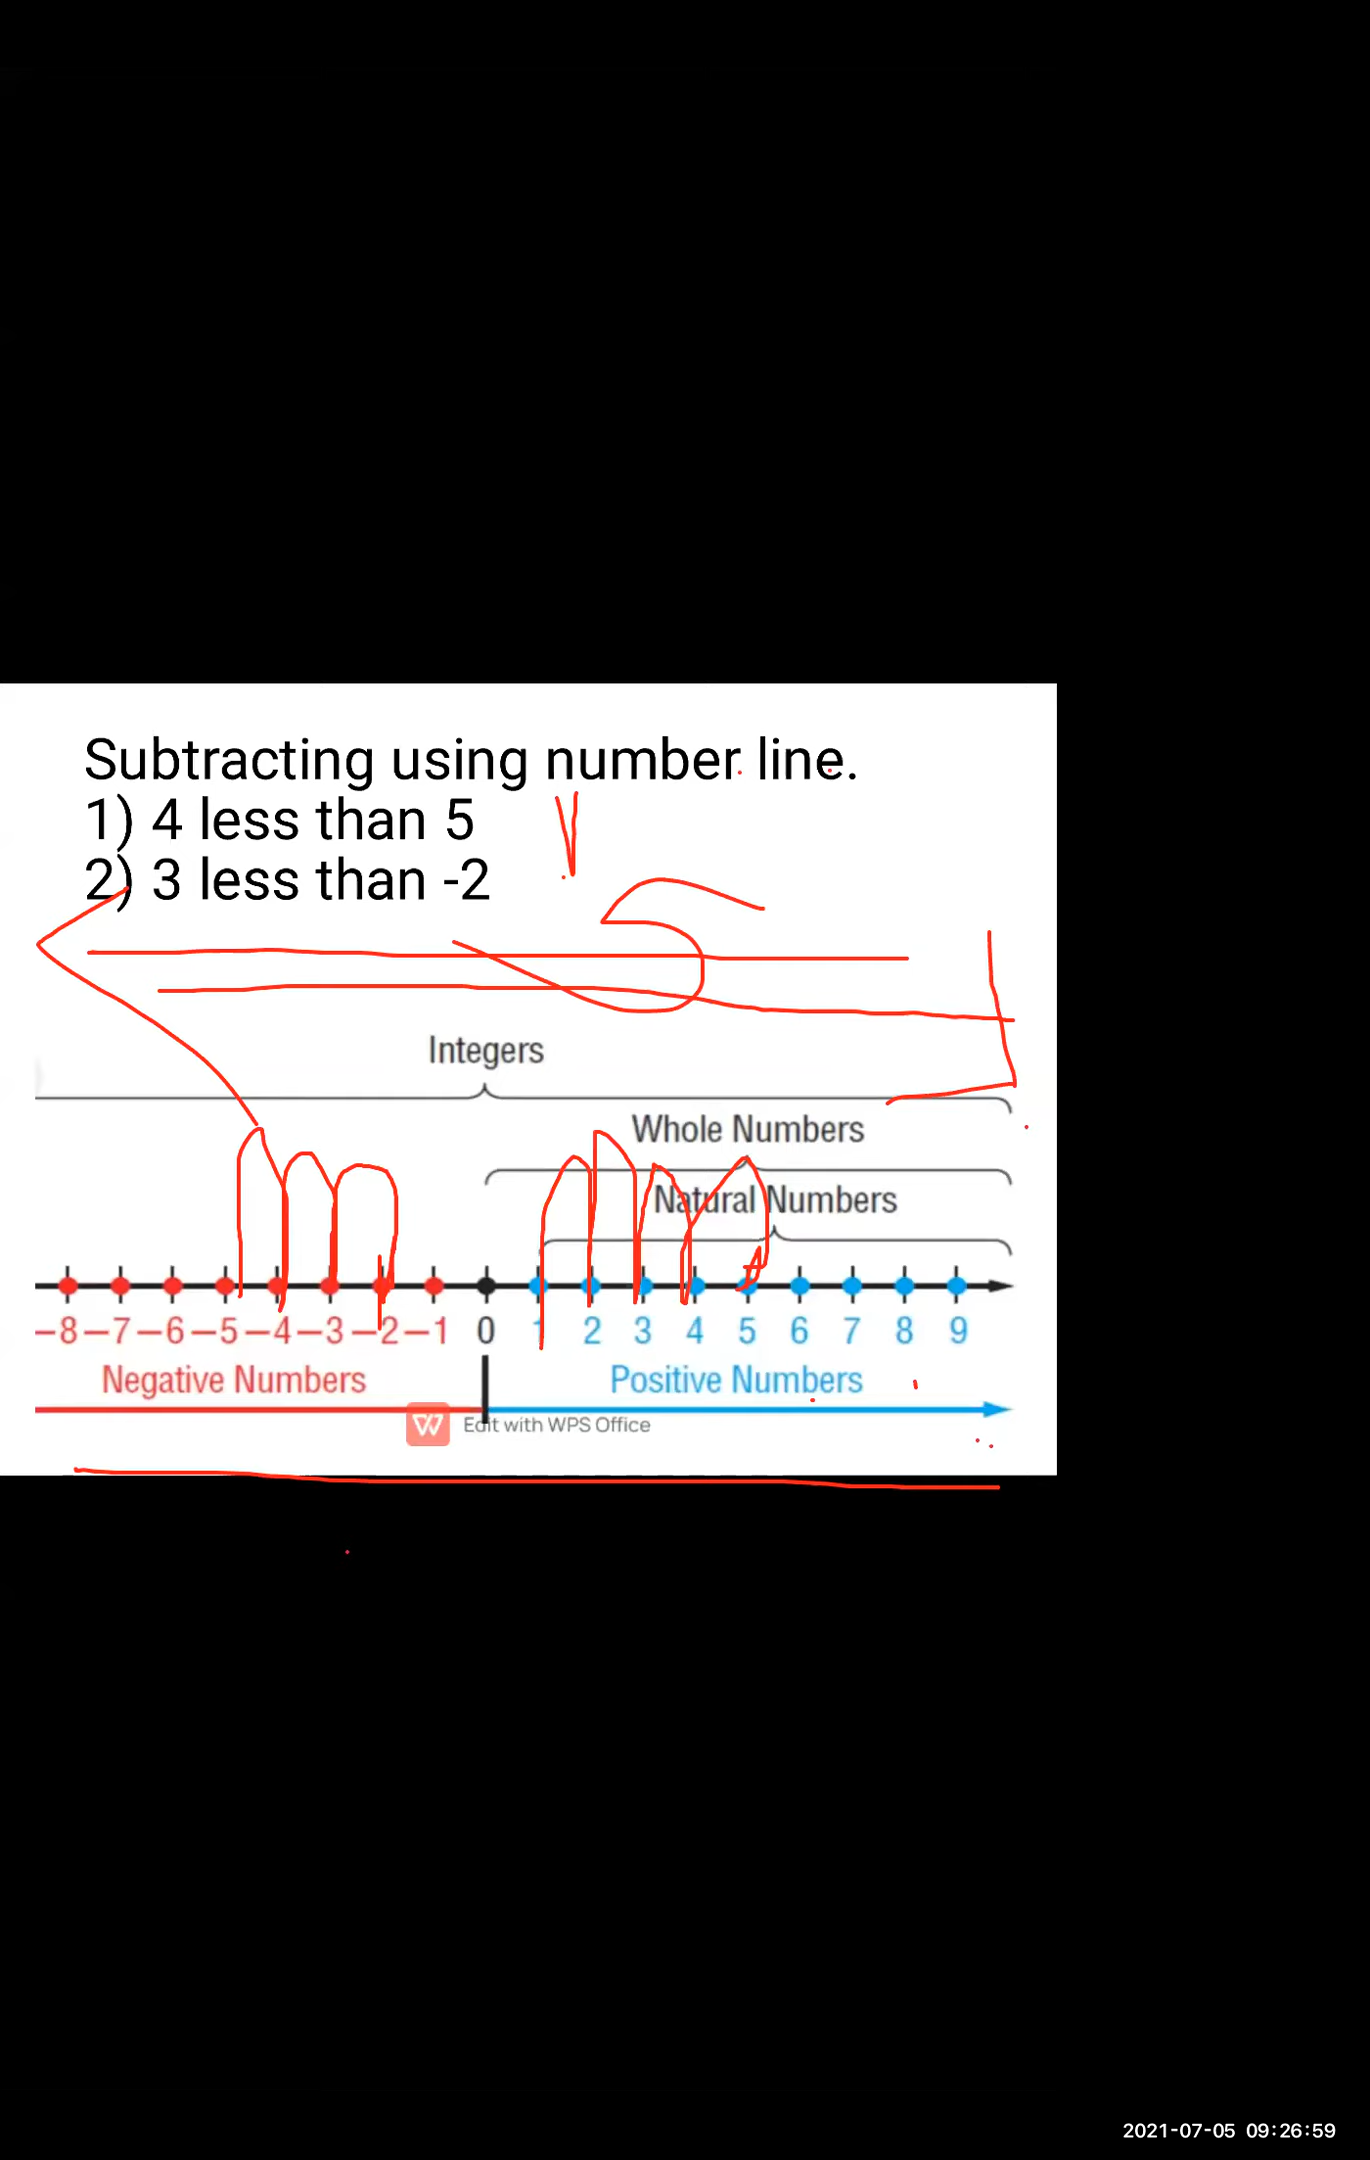 Subtracting using number line.
1) 4 less than 5
2) 3 less than -2
Integers
Whole Numbers
Natural Numbers
–8 –7 –6 –5 –4 –3 –2 –1 0 1 2 3 4 5 6 7 8 9
Negative Numbers Positive Numbers
Edit with WPS Office
2021-07-05 09:26:59